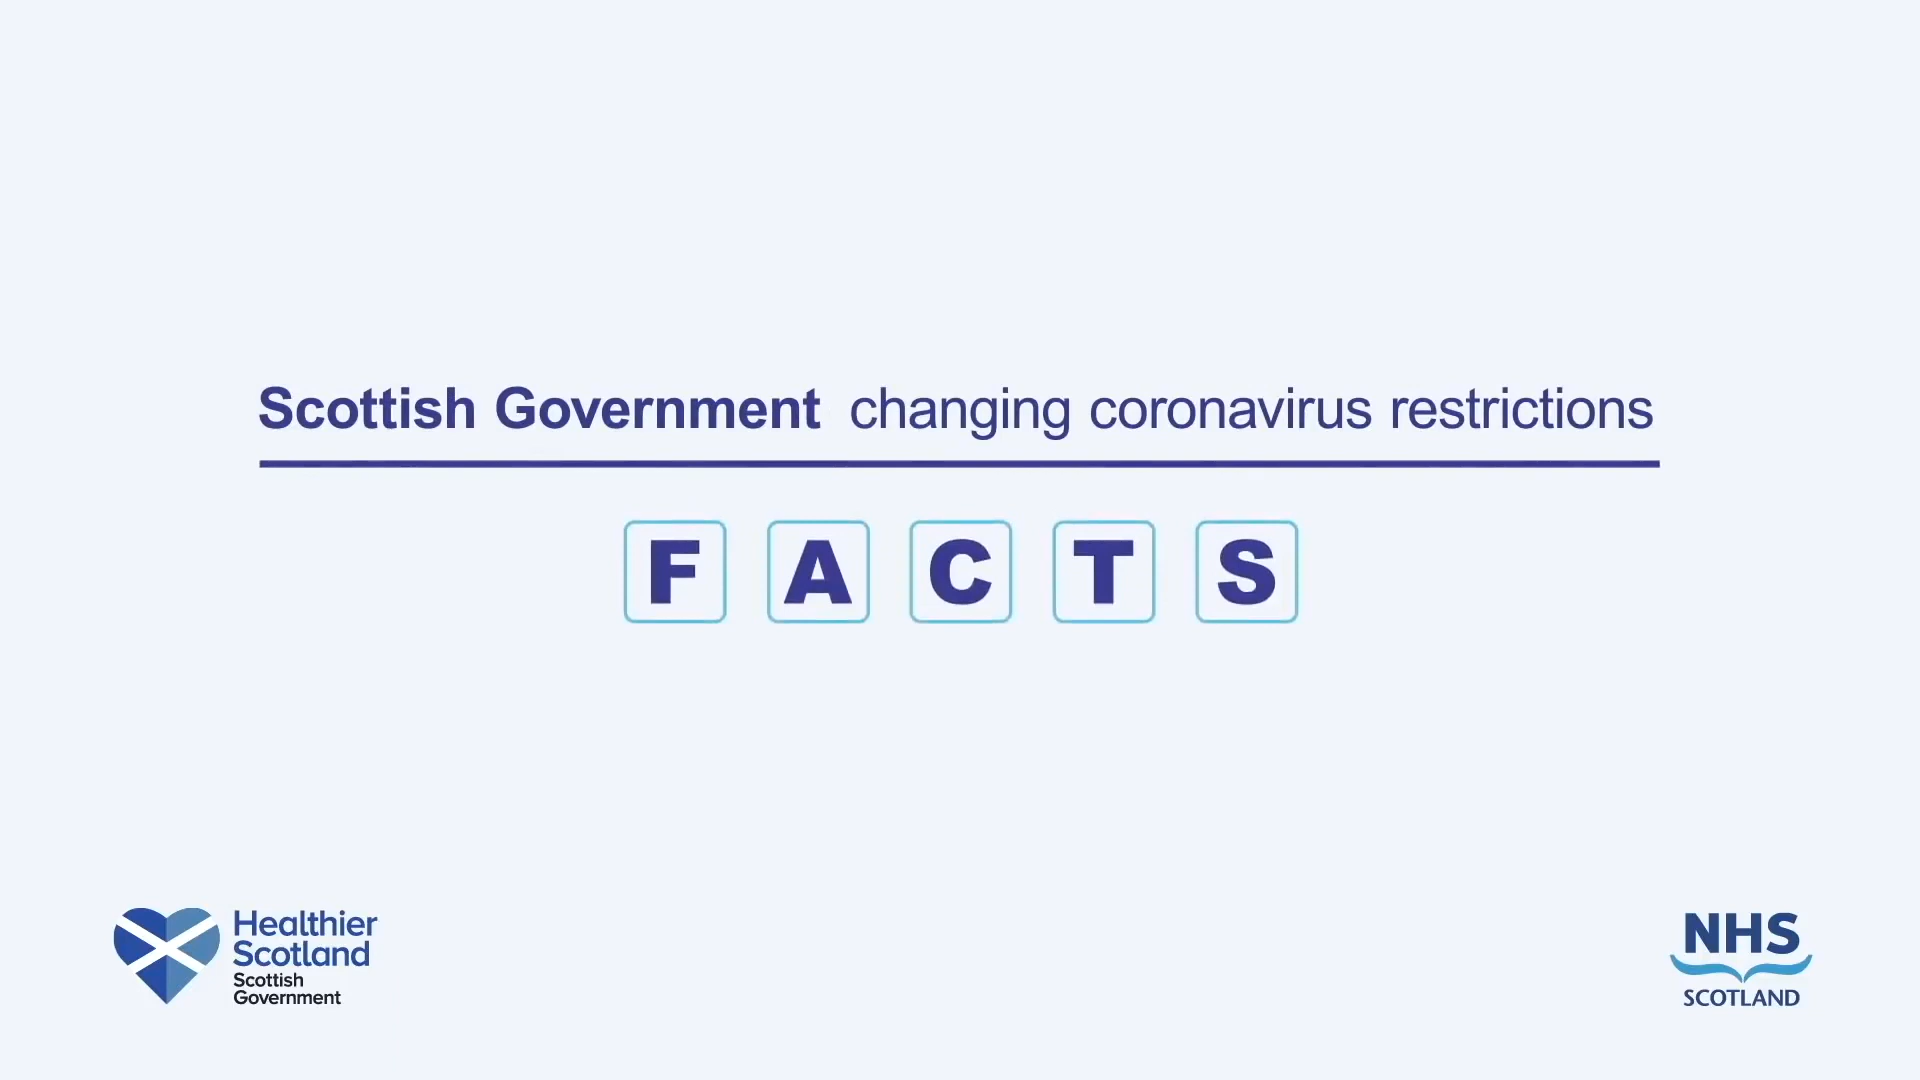 Scottish Government changing coronavirus restrictions
F A C T S
Healthier
Scotland
Scottish
Government
NHS
SCOTLAND